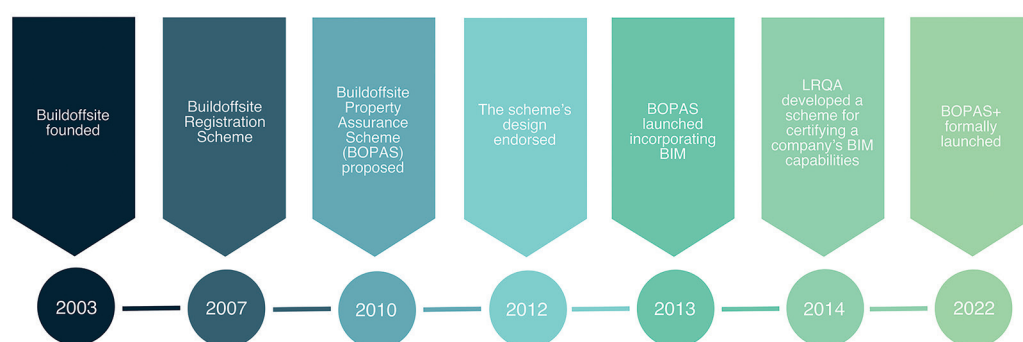 Buildoffsite
founded
Buildoffsite
Registration
Scheme
Buildoffsite
Property
Assurance
Scheme
(BOPAS)
proposed
The scheme's
design
endorsed
BOPAS
launched
incorporating
BIM
LRQA
developed a
scheme for
certifying a
company's BIM
capabilities
BOPAS+
formally
launched
2003
2007
2010
2012
2013
2014
2022